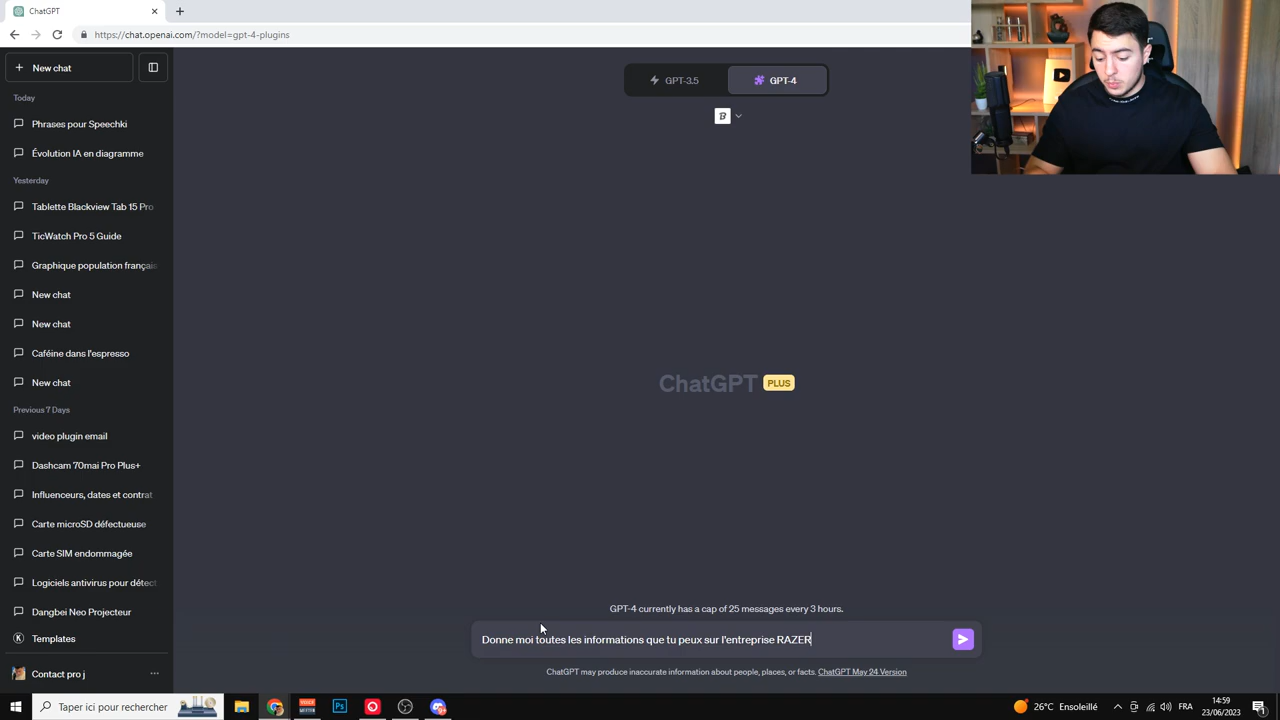 ChatGPT
https://chat.openai.com/?model=gpt-4-plugins
New chat
GPT-3.5
GPT-4
Today
Phrases pour Speechki
Évolution IA en diagramme
Yesterday
Tablette Blackview Tab 15 Pro
TicWatch Pro 5 Guide
Graphique population français
New chat
New chat
Caféine dans l'espresso
New chat
Previous 7 Days
video plugin email
Dashcam 70mai Pro Plus+
Influenceurs, dates et contrat
Carte microSD défectueuse
Carte SIM endommagée
Logiciels antivirus pour détect
Dangbei Neo Projecteur
Templates
Contact pro j
ChatGPT PLUS
GPT-4 currently has a cap of 25 messages every 3 hours.
Donne moi toutes les informations que tu peux sur l'entreprise RAZER
ChatGPT may produce inaccurate information about people, places, or facts. ChatGPT May 24 Version
Taper ici pour rechercher
Ps
26°C Ensoleillé
FRA
14:59
23/06/2023